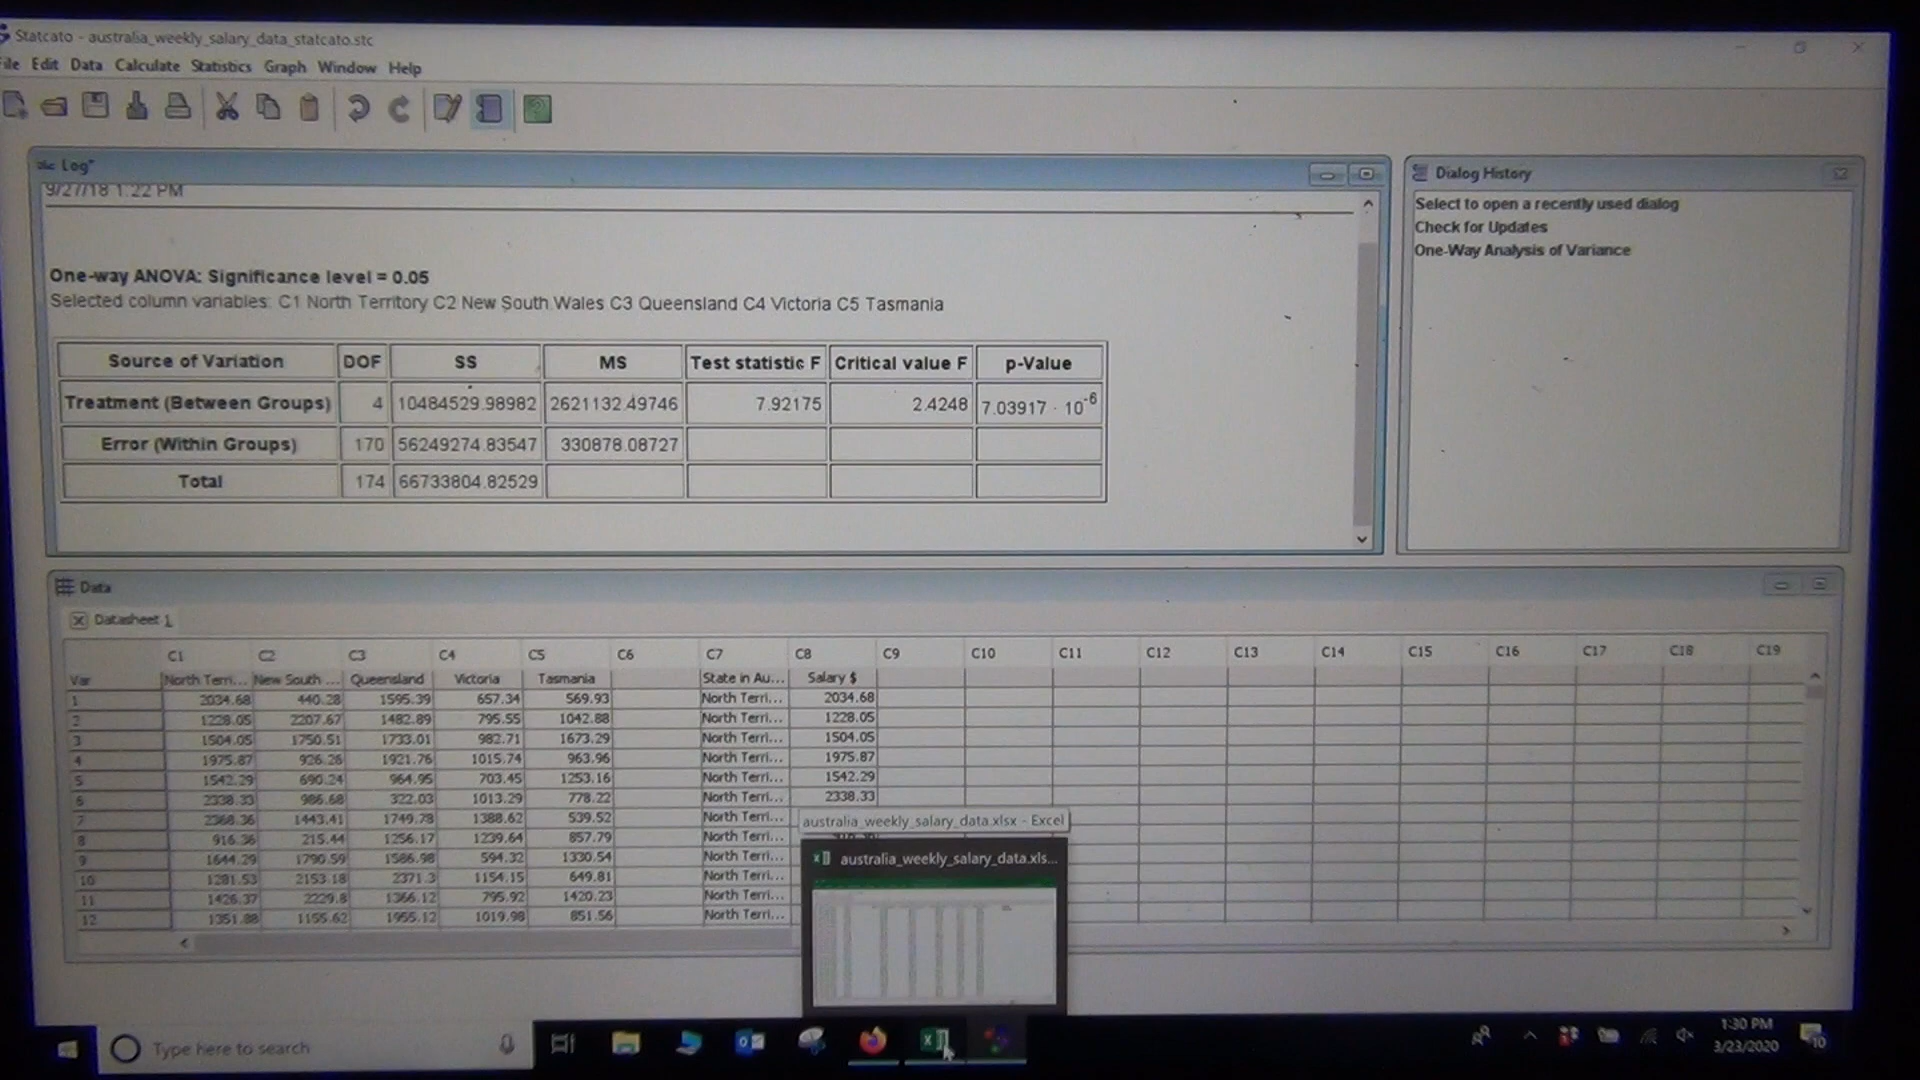 Statcato - australia_weekly_salary_data_statcato.stc
File Edit Data Calculate Statistics Graph Window Help
Log*
9/27/18 1:22 PM
One-way ANOVA: Significance level = 0.05
Selected column variables: C1 North Territory C2 New South Wales C3 Queensland C4 Victoria C5 Tasmania
Source of Variation DOF SS MS Test statistic F Critical value F p-Value
Treatment (Between Groups) 4 10484529.98982 2621132.49746 7.92175 2.4248 7.03917 · 10⁻⁶
Error (Within Groups) 170 56249274.83547 330878.08727
Total 174 66733804.82529
Dialog History
Select to open a recently used dialog
Check for Updates
One-Way Analysis of Variance
Data
Datasheet 1
C1 C2 C3 C4 C5 C6 C7 C8 C9 C10 C11 C12 C13 C14 C15 C16 C17 C18 C19
Var North Terri... New South ... Queensland Victoria Tasmania State in Au... Salary $
1 2034.68 440.28 1595.39 657.34 569.93 North Terri... 2034.68
2 1228.05 2207.67 1482.89 795.55 1042.88 North Terri... 1228.05
3 1504.05 1750.51 1733.01 982.71 1673.29 North Terri... 1504.05
4 1975.87 926.26 1921.76 1015.74 963.96 North Terri... 1975.87
5 1542.29 690.24 964.95 703.45 1253.16 North Terri... 1542.29
6 2338.33 986.68 322.03 1013.29 778.22 North Terri... 2338.33
7 2368.36 1443.41 1749.78 1388.62 539.52 North Terri...
8 916.36 215.44 1256.17 1239.64 857.79 North Terri...
9 1644.29 1790.59 1586.98 594.32 1330.54 North Terri...
10 1281.53 2153.18 2371.3 1154.15 649.81 North Terri...
11 1426.37 2229.8 1366.12 795.92 1420.23 North Terri...
12 1351.88 1155.62 1955.12 1019.98 851.56 North Terri...
australia_weekly_salary_data.xlsx - Excel
australia_weekly_salary_data.xls...
Type here to search
1:30 PM
3/23/2020
10